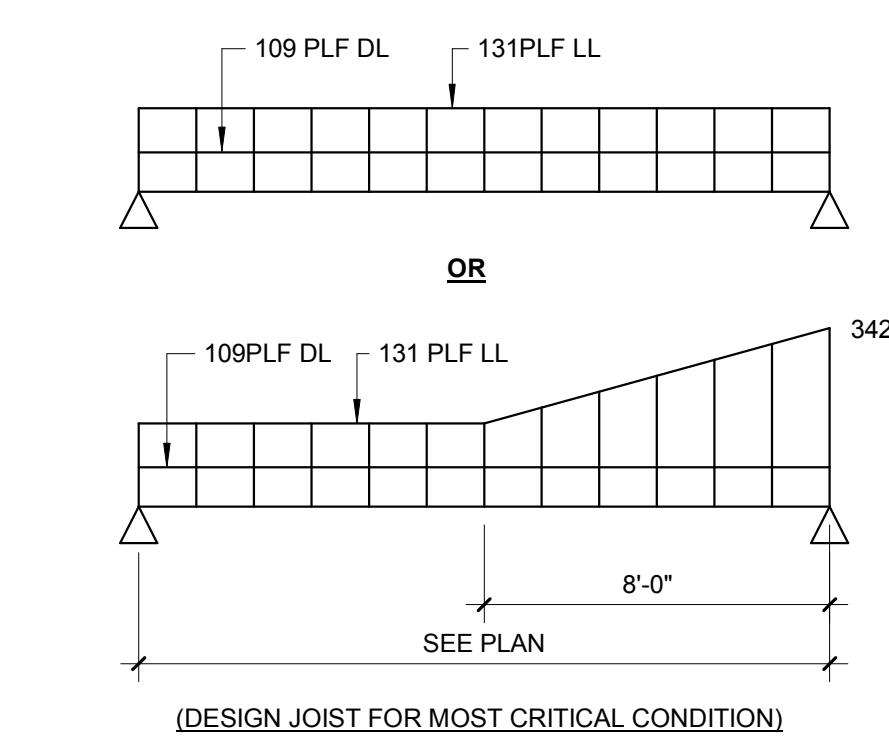 109 PLF DL
131PLF LL
OR
342
109PLF DL
131 PLF LL
8'-0"
SEE PLAN
(DESIGN JOIST FOR MOST CRITICAL CONDITION)